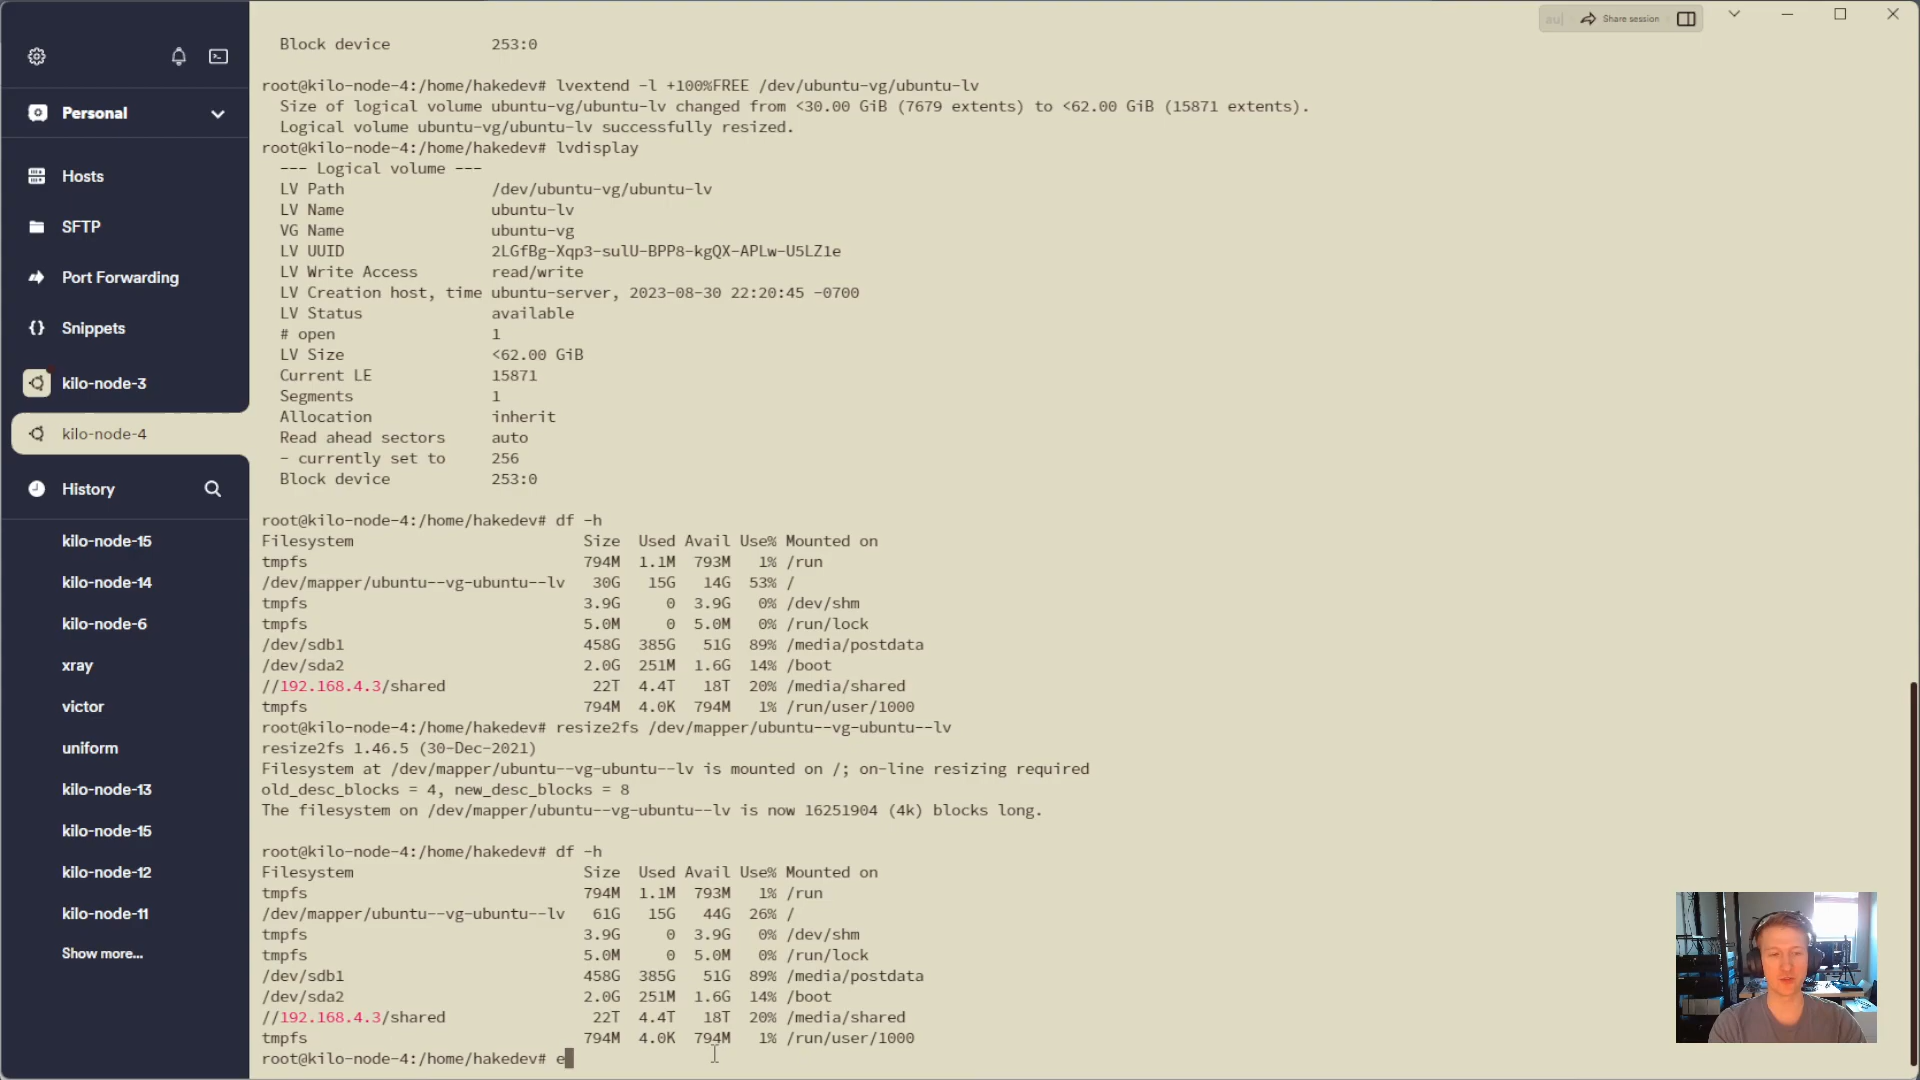 au| Share session
Personal
Hosts
SFTP
Port Forwarding
Snippets
kilo-node-3
kilo-node-4
History
kilo-node-15
kilo-node-14
kilo-node-6
xray
victor
uniform
kilo-node-13
kilo-node-15
kilo-node-12
kilo-node-11
Show more...
Block device 253:0
root@kilo-node-4:/home/hakedev# lvextend -l +100%FREE /dev/ubuntu-vg/ubuntu-lv
Size of logical volume ubuntu-vg/ubuntu-lv changed from <30.00 GiB (7679 extents) to <62.00 GiB (15871 extents).
Logical volume ubuntu-vg/ubuntu-lv successfully resized.
root@kilo-node-4:/home/hakedev# lvdisplay
--- Logical volume ---
LV Path /dev/ubuntu-vg/ubuntu-lv
LV Name ubuntu-lv
VG Name ubuntu-vg
LV UUID 2LGfBg-Xqp3-sulU-BPP8-kgQX-APLw-U5LZ1e
LV Write Access read/write
LV Creation host, time ubuntu-server, 2023-08-30 22:20:45 -0700
LV Status available
# open 1
LV Size <62.00 GiB
Current LE 15871
Segments 1
Allocation inherit
Read ahead sectors auto
- currently set to 256
Block device 253:0
root@kilo-node-4:/home/hakedev# df -h
Filesystem Size Used Avail Use% Mounted on
tmpfs 794M 1.1M 793M 1% /run
/dev/mapper/ubuntu--vg-ubuntu--lv 30G 15G 14G 53% /
tmpfs 3.9G 0 3.9G 0% /dev/shm
tmpfs 5.0M 0 5.0M 0% /run/lock
/dev/sdb1 458G 385G 51G 89% /media/postdata
/dev/sda2 2.0G 251M 1.6G 14% /boot
//192.168.4.3/shared 22T 4.4T 18T 20% /media/shared
tmpfs 794M 4.0K 794M 1% /run/user/1000
root@kilo-node-4:/home/hakedev# resize2fs /dev/mapper/ubuntu--vg-ubuntu--lv
resize2fs 1.46.5 (30-Dec-2021)
Filesystem at /dev/mapper/ubuntu--vg-ubuntu--lv is mounted on /; on-line resizing required
old_desc_blocks = 4, new_desc_blocks = 8
The filesystem on /dev/mapper/ubuntu--vg-ubuntu--lv is now 16251904 (4k) blocks long.
root@kilo-node-4:/home/hakedev# df -h
Filesystem Size Used Avail Use% Mounted on
tmpfs 794M 1.1M 793M 1% /run
/dev/mapper/ubuntu--vg-ubuntu--lv 61G 15G 44G 26% /
tmpfs 3.9G 0 3.9G 0% /dev/shm
tmpfs 5.0M 0 5.0M 0% /run/lock
/dev/sdb1 458G 385G 51G 89% /media/postdata
/dev/sda2 2.0G 251M 1.6G 14% /boot
//192.168.4.3/shared 22T 4.4T 18T 20% /media/shared
tmpfs 794M 4.0K 794M 1% /run/user/1000
root@kilo-node-4:/home/hakedev# e